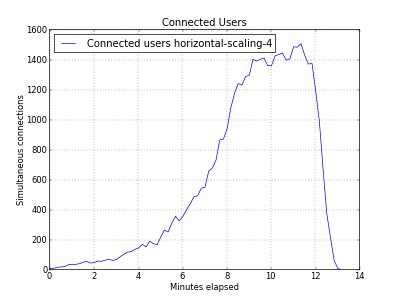 Connected Users
Connected users horizontal-scaling-4
1600
1400
1200
1000
800
600
400
200
0
Simultaneous connections
0 2 4 6 8 10 12 14
Minutes elapsed